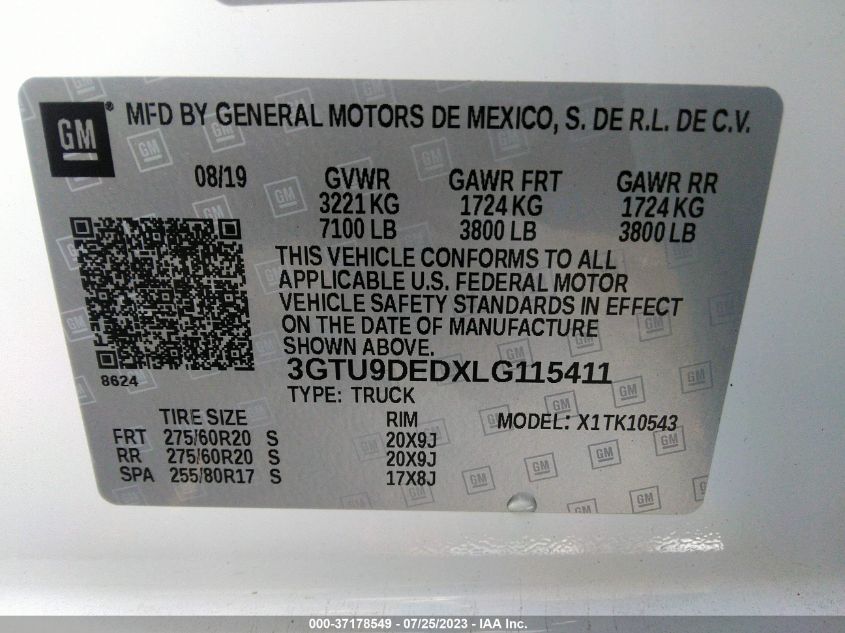 GM® MFD BY GENERAL MOTORS DE MEXICO, S. DE R.L. DE C.V.
08/19 GVWR GAWR FRT GAWR RR
3221 KG 1724 KG 1724 KG
7100 LB 3800 LB 3800 LB
THIS VEHICLE CONFORMS TO ALL
APPLICABLE U.S. FEDERAL MOTOR
VEHICLE SAFETY STANDARDS IN EFFECT
ON THE DATE OF MANUFACTURE
SHOWN ABOVE.
8624
3GTU9DEDXLG115411
TYPE: TRUCK
TIRE SIZE RIM MODEL: X1TK10543
FRT 275/60R20 S 20X9J
RR 275/60R20 S 20X9J
SPA 255/80R17 S 17X8J
000-37178549 - 07/25/2023 - IAAI.com